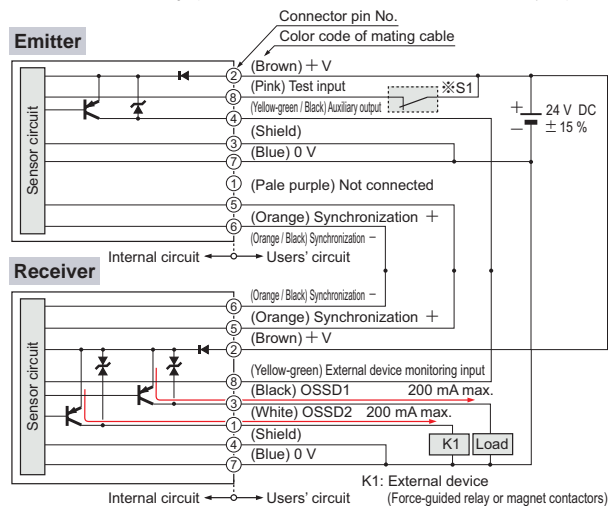 Connector pin No.
Color code of mating cable
Emitter
Sensor circuit
2 (Brown) + V
8 (Pink) Test input
※S1
(Yellow-green / Black) Auxiliary output
4
(Shield)
3
7 (Blue) 0 V
1 (Pale purple) Not connected
5
(Orange) Synchronization +
6
(Orange / Black) Synchronization −
+
−
24 V DC
± 15 %
Internal circuit
Users' circuit
Receiver
Sensor circuit
(Orange / Black) Synchronization −
6
5 (Orange) Synchronization +
(Brown) + V
2
(Yellow-green) External device monitoring input
8
(Black) OSSD1 200 mA max.
3
(White) OSSD2 200 mA max.
1
(Shield)
4
(Blue) 0 V
7
K1
Load
K1: External device
(Force-guided relay or magnet contactors)
Internal circuit
Users' circuit